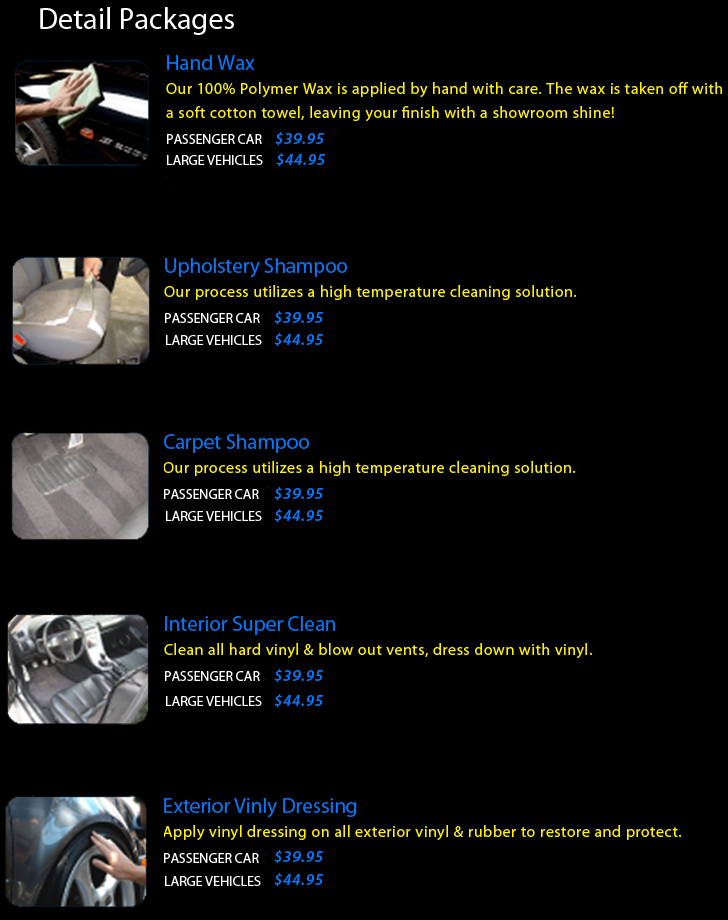 Detail Packages
Hand Wax
Our 100% Polymer Wax is applied by hand with care. The wax is taken off with
a soft cotton towel, leaving your finish with a showroom shine!
PASSENGER CAR $39.95
LARGE VEHICLES $44.95
Upholstery Shampoo
Our process utilizes a high temperature cleaning solution.
PASSENGER CAR $39.95
LARGE VEHICLES $44.95
Carpet Shampoo
Our process utilizes a high temperature cleaning solution.
PASSENGER CAR $39.95
LARGE VEHICLES $44.95
Interior Super Clean
Clean all hard vinyl & blow out vents, dress down with vinyl.
PASSENGER CAR $39.95
LARGE VEHICLES $44.95
Exterior Vinly Dressing
Apply vinyl dressing on all exterior vinyl & rubber to restore and protect.
PASSENGER CAR $39.95
LARGE VEHICLES $44.95